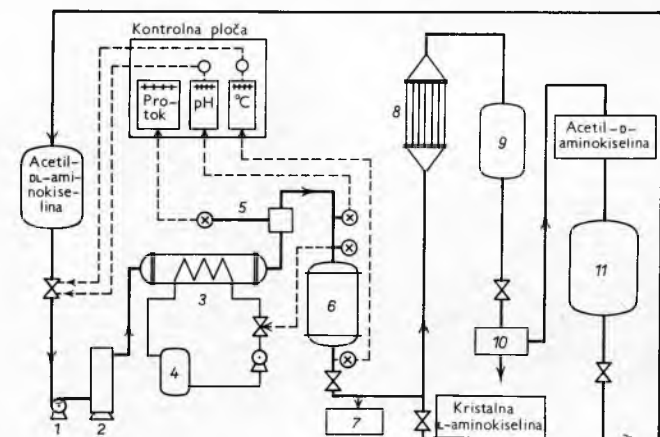 Kontrolna ploča
Pro-
tok
pH
°C
Acetil-
DL-ami-
nokise-
lina
1
2
3
4
5
6
7
8
9
10
Acetil-D-
aminokiselina
11
Kristalna
L-aminokiselina